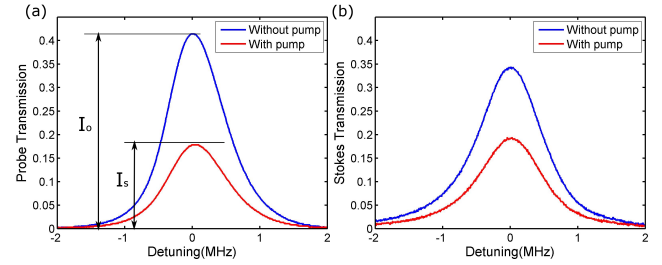 (a)
Without pump
With pump
Probe Transmission
0.4
0.35
0.3
0.25
0.2
0.15
0.1
0.05
0
Io
Is
-2
-1
0
1
2
Detuning(MHz)
(b)
Without pump
With pump
Stokes Transmission
0.4
0.35
0.3
0.25
0.2
0.15
0.1
0.05
0
-2
-1
0
1
2
Detuning(MHz)